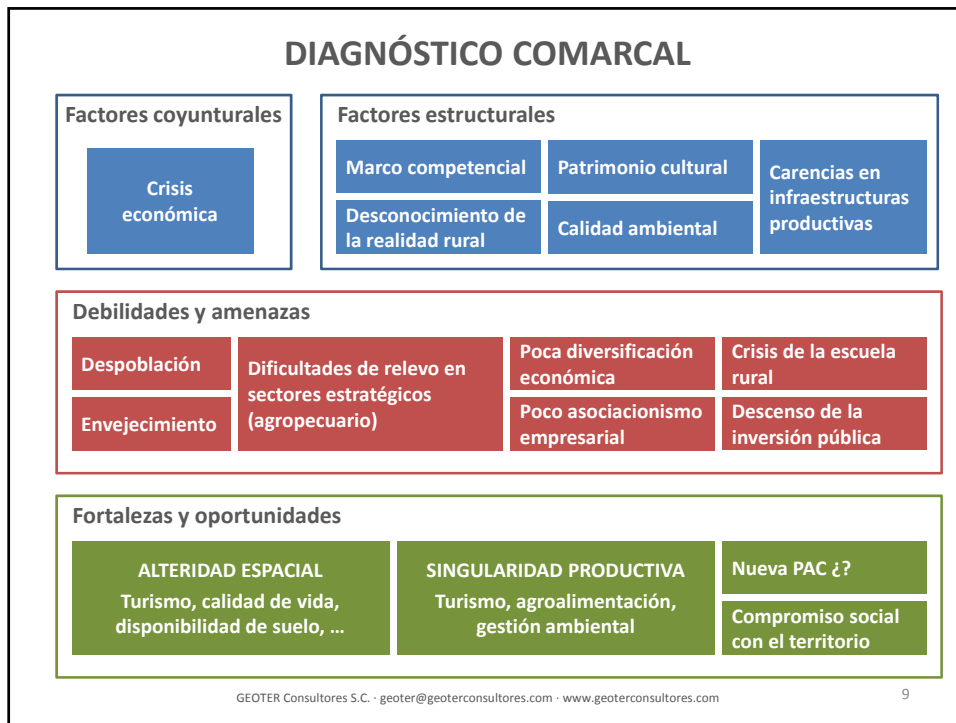 DIAGNÓSTICO COMARCAL
Factores coyunturales
Crisis
económica
Factores estructurales
Marco competencial
Patrimonio cultural
Carencias en
infraestructuras
productivas
Desconocimiento de
la realidad rural
Calidad ambiental
Debilidades y amenazas
Despoblación
Envejecimiento
Dificultades de relevo en
sectores estratégicos
(agropecuario)
Poca diversificación
económica
Poco asociacionismo
empresarial
Crisis de la escuela
rural
Descenso de la
inversión pública
Fortalezas y oportunidades
ALTERIDAD ESPACIAL
Turismo, calidad de vida,
disponibilidad de suelo, …
SINGULARIDAD PRODUCTIVA
Turismo, agroalimentación,
gestión ambiental
Nueva PAC ¿?
Compromiso social
con el territorio
GEOTER Consultores S.C. · geoter@geoterconsultores.com · www.geoterconsultores.com
9